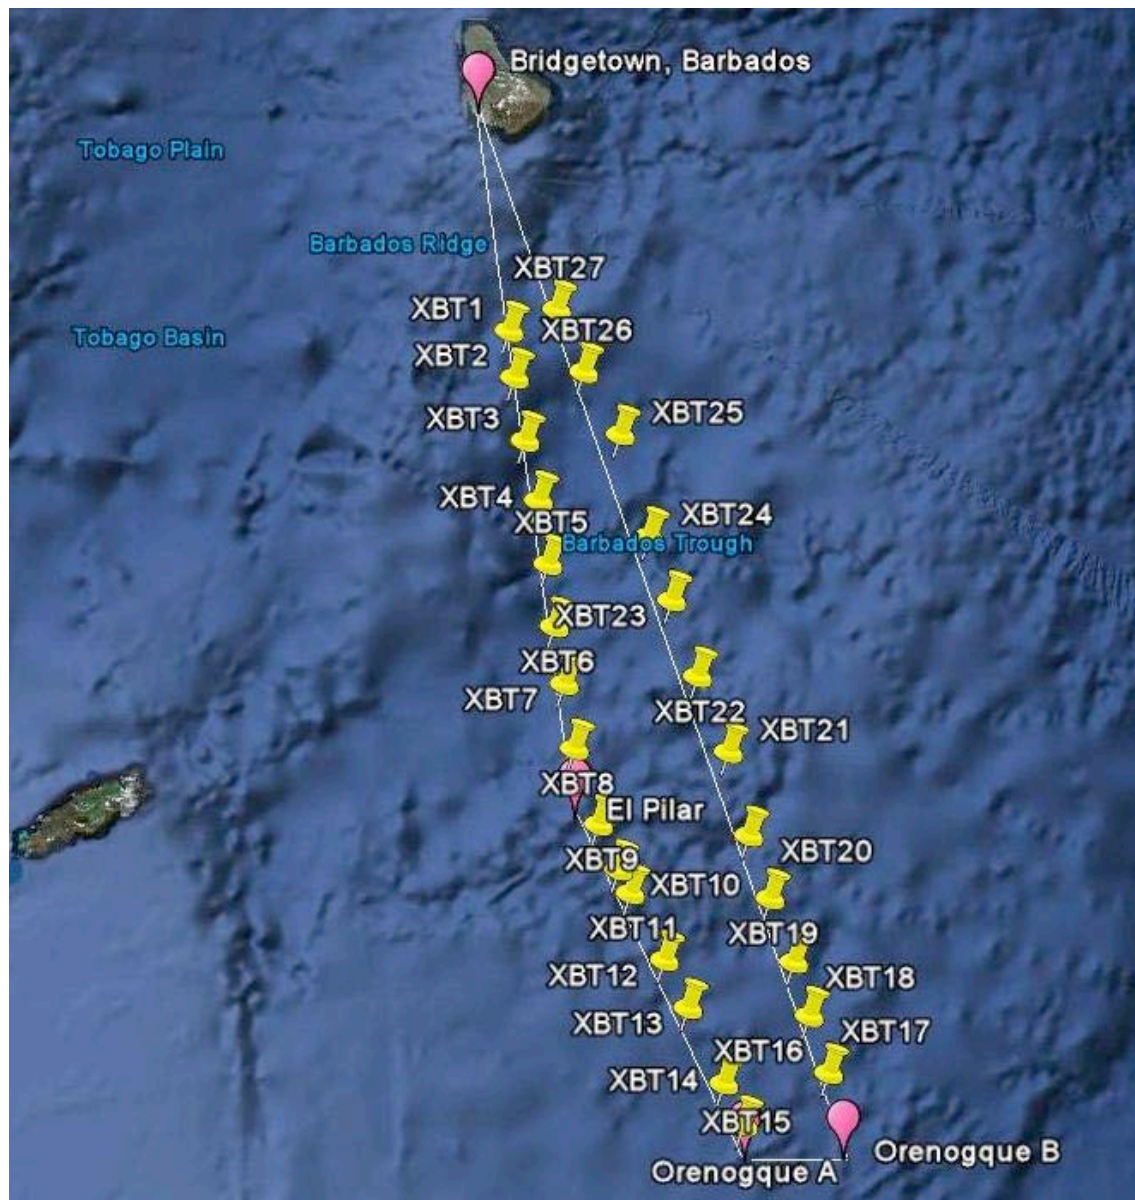 Bridgetown, Barbados
Tobago Plain
Barbados Ridge
XBT27
XBT1
XBT26
Tobago Basin
XBT2
XBT25
XBT3
XBT4
XBT24
XBT5
Barbados Trough
XBT23
XBT6
XBT7
XBT22
XBT21
XBT8
El Pilar
XBT20
XBT9
XBT10
XBT11
XBT19
XBT12
XBT18
XBT13
XBT17
XBT16
XBT14
XBT15
Orenogque B
Orenogque A